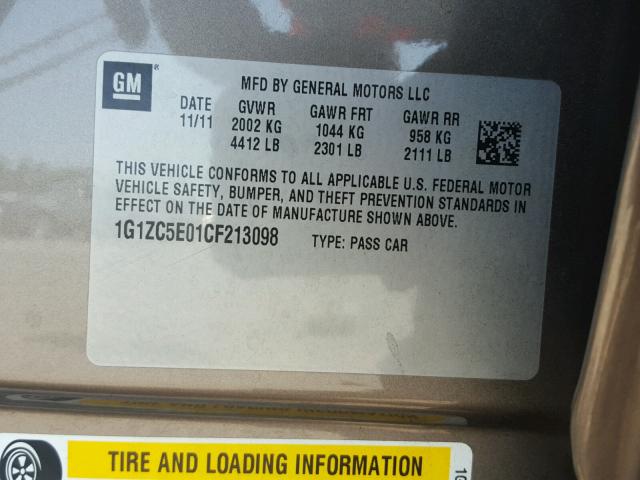 GM ®
MFD BY GENERAL MOTORS LLC
DATE GVWR GAWR FRT GAWR RR
11/11 2002 KG 1044 KG 958 KG
4412 LB 2301 LB 2111 LB
THIS VEHICLE CONFORMS TO ALL APPLICABLE U.S. FEDERAL MOTOR
VEHICLE SAFETY, BUMPER, AND THEFT PREVENTION STANDARDS IN
EFFECT ON THE DATE OF MANUFACTURE SHOWN ABOVE.
1G1ZC5E01CF213098 TYPE: PASS CAR
TIRE AND LOADING INFORMATION